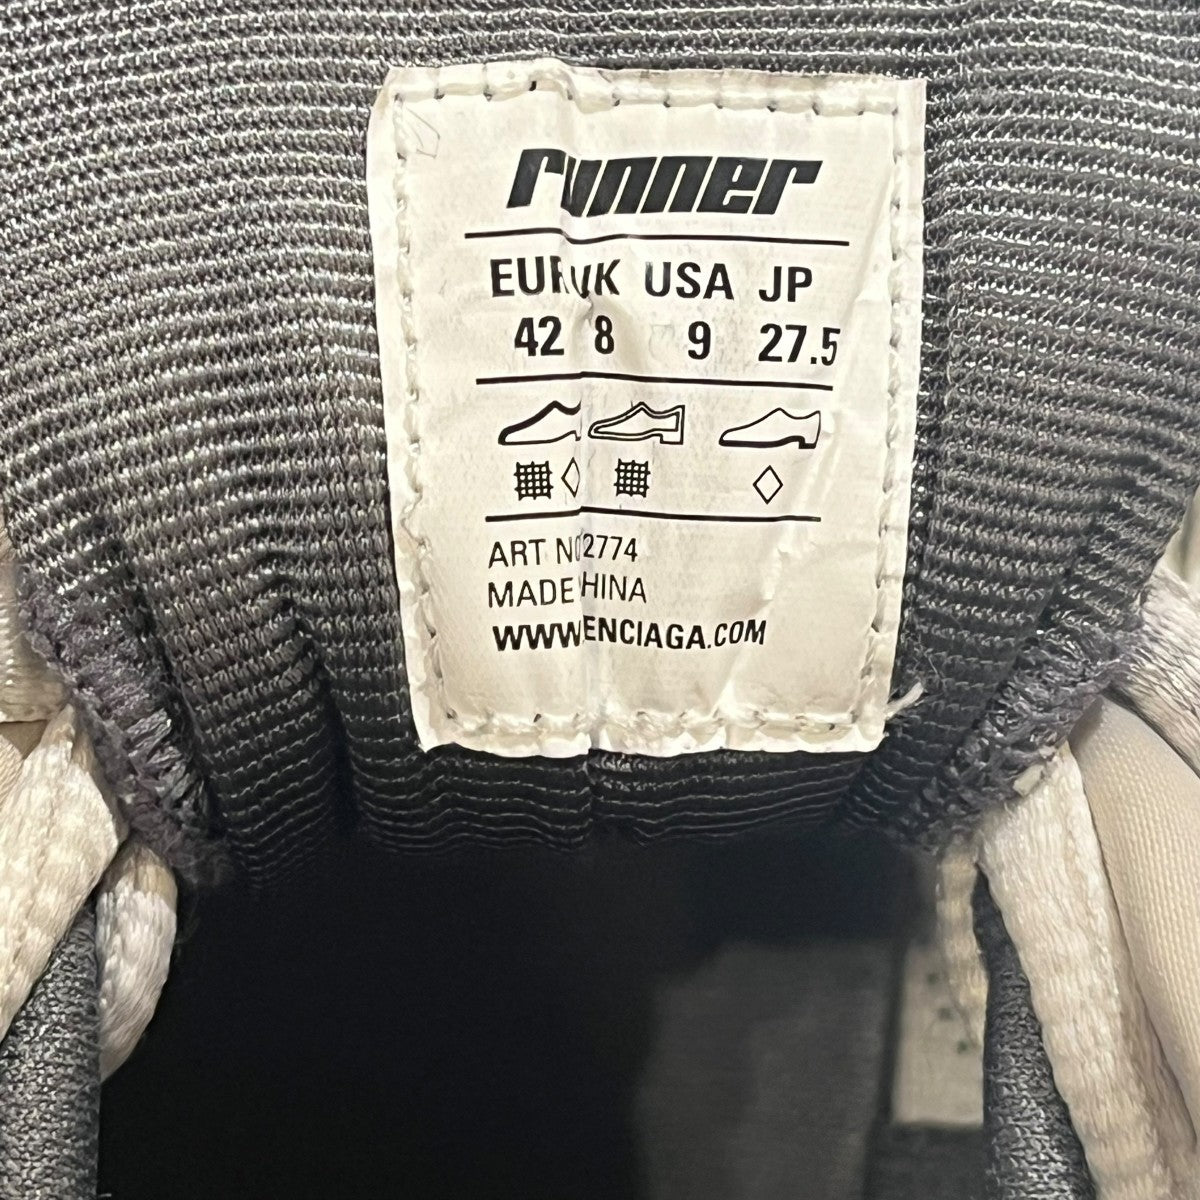 runner
EUR UK USA JP
42 8 9 27.5
ART N 2774
MADE HINA
WWW ENCIAGA.COM